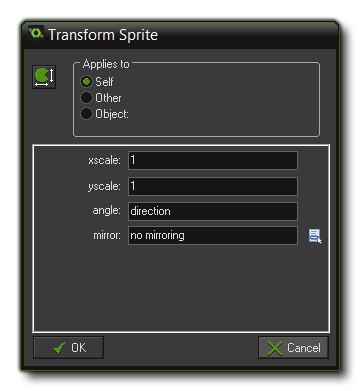 Transform Sprite
Applies to
Self
Other
Object:
xscale: 1
yscale: 1
angle: direction
mirror: no mirroring
OK Cancel